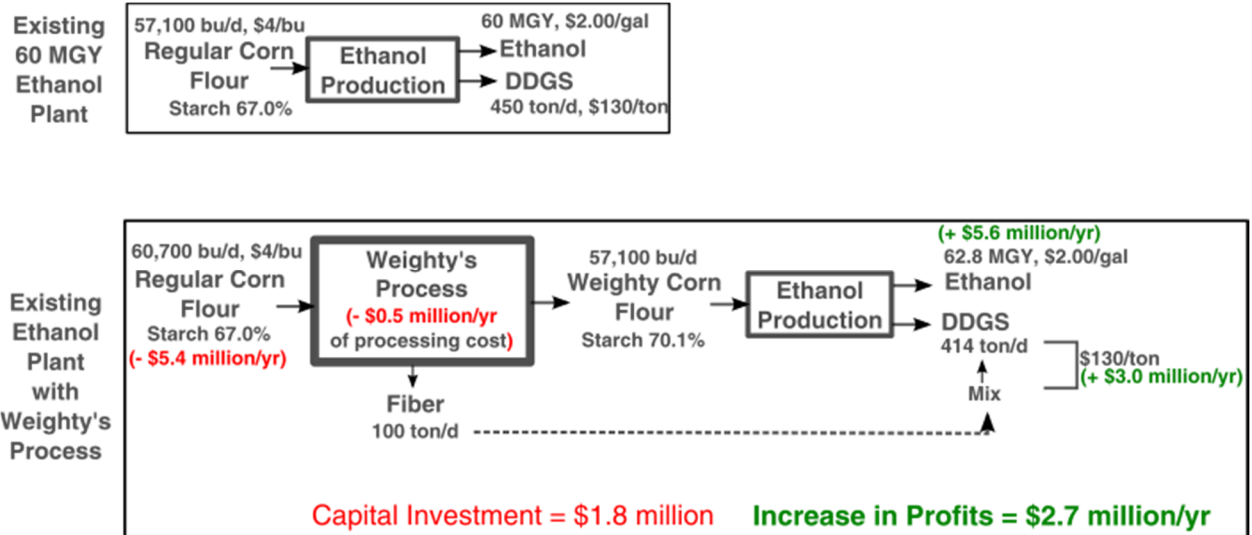 Existing
60 MGY
Ethanol
Plant
57,100 bu/d, $4/bu
Regular Corn
Flour
Starch 67.0%
Ethanol
Production
60 MGY, $2.00/gal
Ethanol
DDGS
450 ton/d, $130/ton
Existing
Ethanol
Plant
with
Weighty's
Process
60,700 bu/d, $4/bu
Regular Corn
Flour
Starch 67.0%
(- $5.4 million/yr)
Weighty's
Process
(- $0.5 million/yr
of processing cost)
Fiber
100 ton/d
57,100 bu/d
Weighty Corn
Flour
Starch 70.1%
Ethanol
Production
(+ $5.6 million/yr)
62.8 MGY, $2.00/gal
Ethanol
DDGS
414 ton/d
Mix
$130/ton
(+ $3.0 million/yr)
Capital Investment = $1.8 million
Increase in Profits = $2.7 million/yr